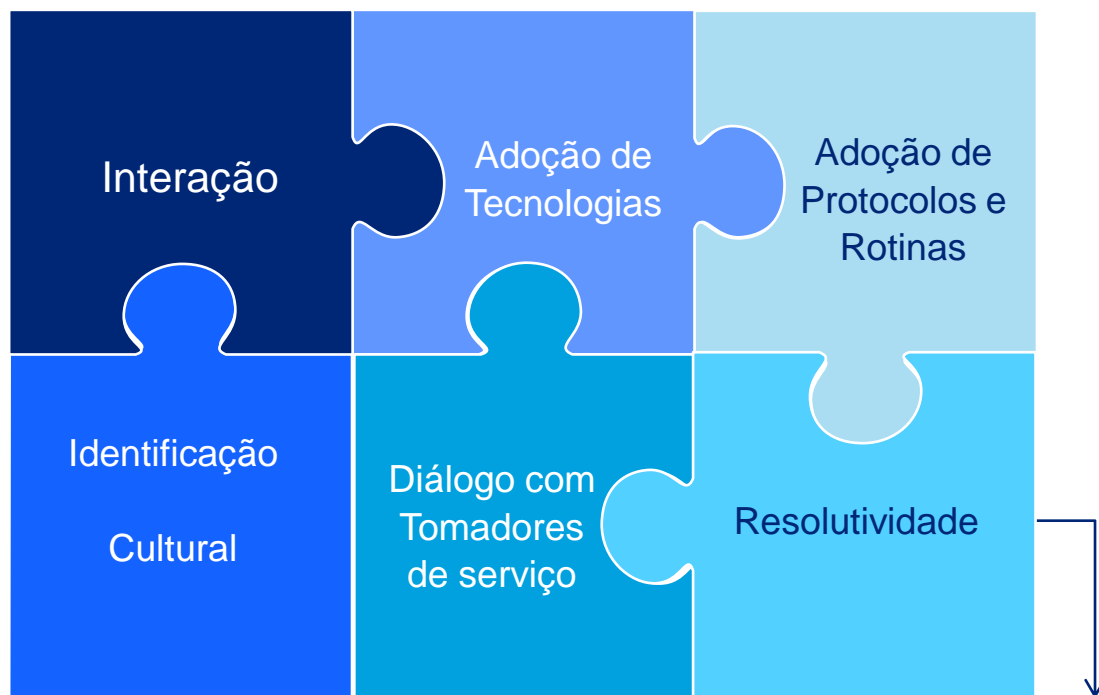 Interação
Adoção de
Tecnologias
Adoção de
Protocolos e
Rotinas
Identificação
Cultural
Diálogo com
Tomadores
de serviço
Resolutividade